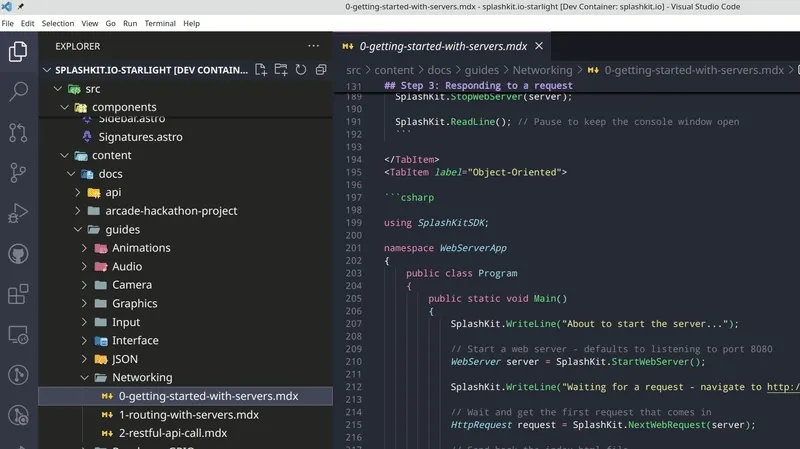 0-getting-started-with-servers.mdx - splashkit.io-starlight [Dev Container: splashkit.io] - Visual Studio Code
File Edit Selection View Go Run Terminal Help
EXPLORER
SPLASHKIT.IO-STARLIGHT [DEV CONTAIN...
src
components
Sidebar.astro
Signatures.astro
content
docs
api
arcade-hackathon-project
guides
Animations
Audio
Camera
Graphics
Input
Interface
JSON
Networking
0-getting-started-with-servers.mdx
1-routing-with-servers.mdx
2-restful-api-call.mdx
0-getting-started-with-servers.mdx
src > content > docs > guides > Networking > 0-getting-started-with-servers.mdx >
131 ## Step 3: Responding to a request
189 SplashKit.StopWebServer(server);
190
191 SplashKit.ReadLine(); // Pause to keep the console window open
192 ```
193
194 </TabItem>
195 <TabItem label="Object-Oriented">
196
197 ```csharp
198
199 using SplashKitSDK;
200
201 namespace WebServerApp
202 {
203 public class Program
204 {
205 public static void Main()
206 {
207 SplashKit.WriteLine("About to start the server...");
208
209 // Start a web server - defaults to listening to port 8080
210 WebServer server = SplashKit.StartWebServer();
211
212 SplashKit.WriteLine("Waiting for a request - navigate to http:/
213
214 // Wait and get the first request that comes in
215 HttpRequest request = SplashKit.NextWebRequest(server);
216
217 // Send back the index.html file